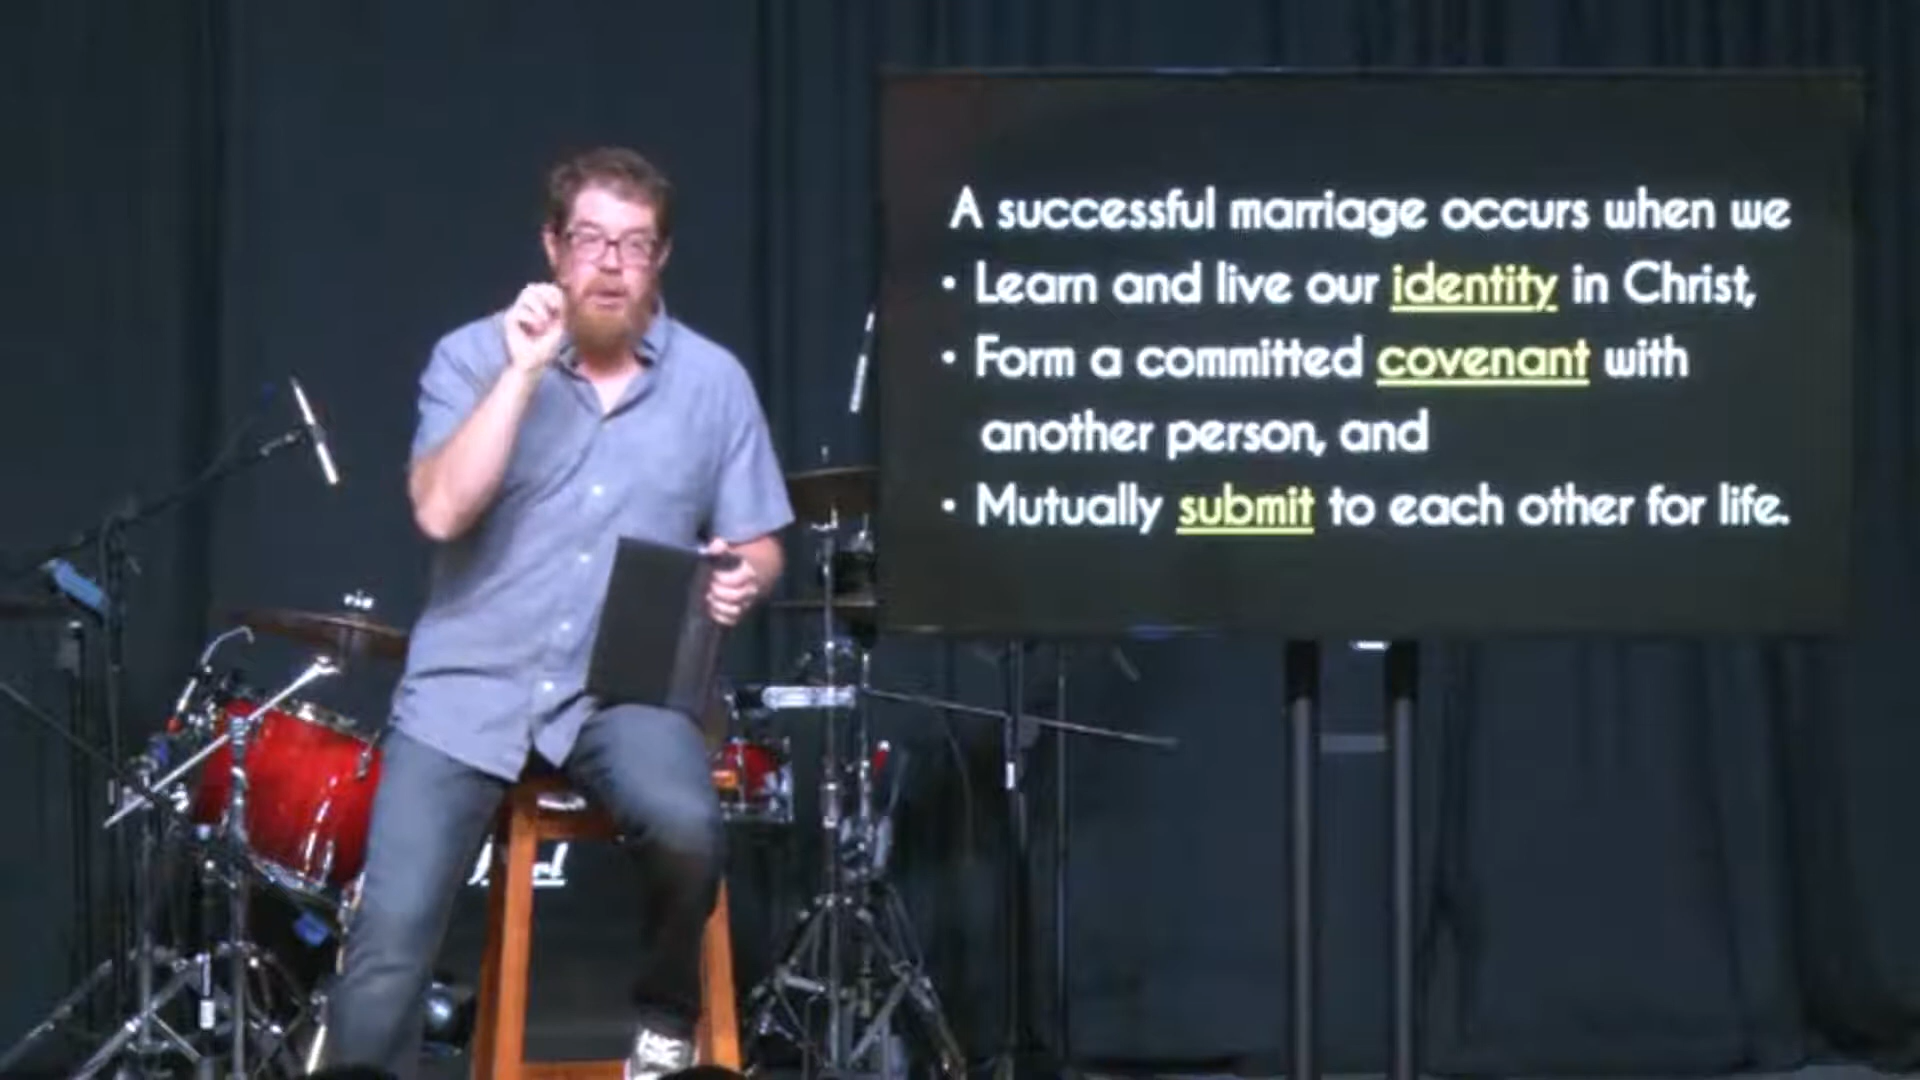 A successful marriage occurs when we
• Learn and live our identity in Christ,
• Form a committed covenant with
another person, and
• Mutually submit to each other for life.